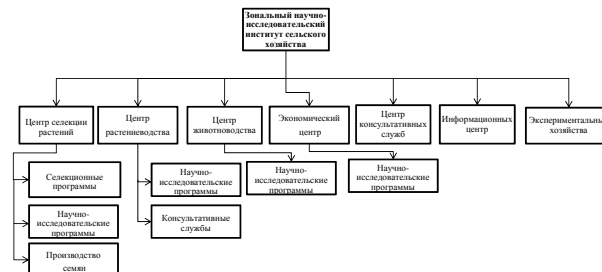 Зональный научно-
исследовательский
институт сельского
хозяйства
Центр селекции
растений
Центр
растениеводства
Центр
животноводства
Экономический
центр
Центр
консультативных
служб
Информационных
центр
Экспериментальные
хозяйства
Селекционные
программы
Научно-
исследовательские
программы
Производство
семян
Научно-
исследовательские
программы
Консультативные
службы
Научно-
исследовательские
программы
Научно-
исследовательские
программы